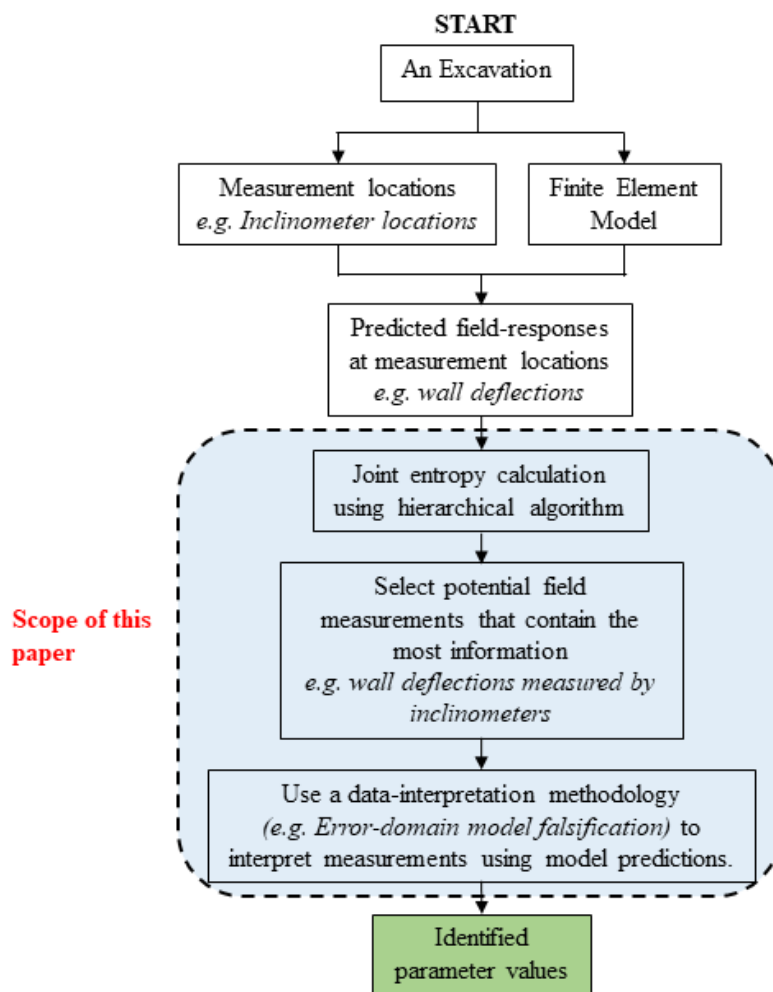 START
An Excavation
Measurement locations
e.g. Inclinometer locations
Finite Element
Model
Predicted field-responses
at measurement locations
e.g. wall deflections
Joint entropy calculation
using hierarchical algorithm
Scope of this
paper
Select potential field
measurements that contain the
most information
e.g. wall deflections measured by
inclinometers
Use a data-interpretation methodology
(e.g. Error-domain model falsification) to
interpret measurements using model predictions.
Identified
parameter values